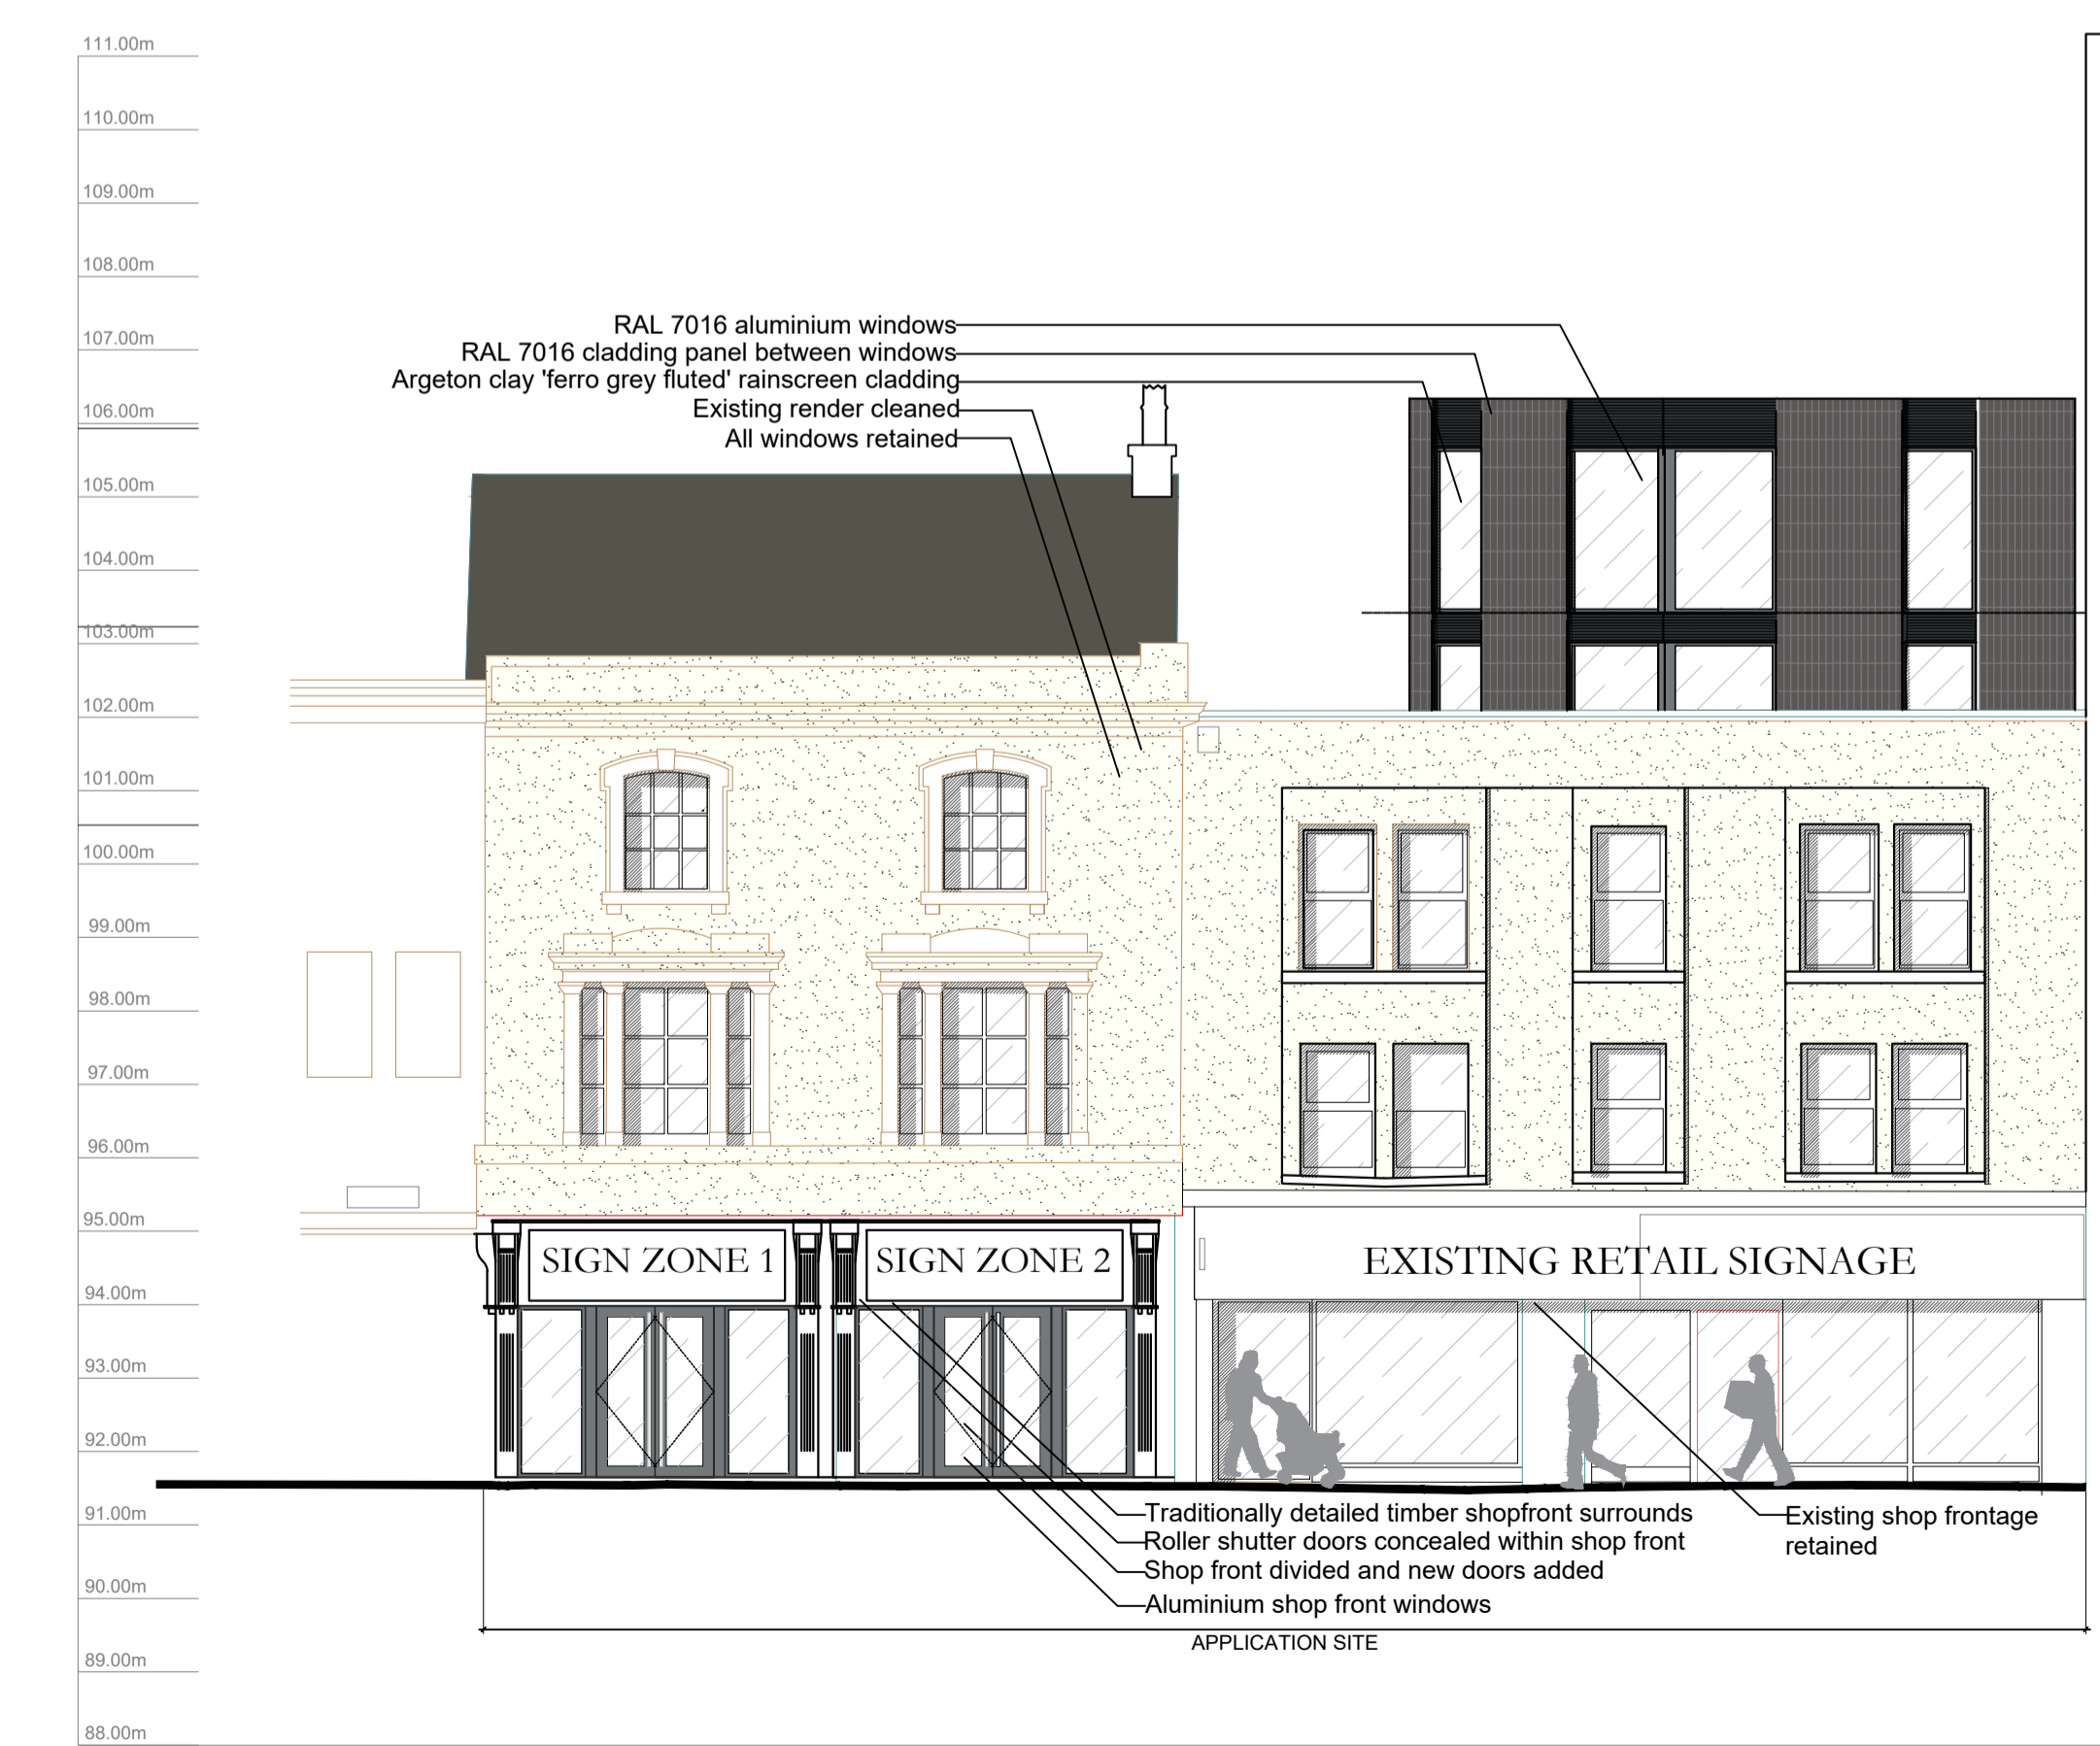 111.00m
110.00m
109.00m
108.00m
107.00m
106.00m
105.00m
104.00m
103.00m
102.00m
101.00m
100.00m
99.00m
98.00m
97.00m
96.00m
95.00m
94.00m
93.00m
92.00m
91.00m
90.00m
89.00m
88.00m
RAL 7016 aluminium windows
RAL 7016 cladding panel between windows
Argeton clay 'ferro grey fluted' rainscreen cladding
Existing render cleaned
All windows retained
SIGN ZONE 1
SIGN ZONE 2
EXISTING RETAIL SIGNAGE
Traditionally detailed timber shopfront surrounds
Roller shutter doors concealed within shop front
Shop front divided and new doors added
Aluminium shop front windows
Existing shop frontage
retained
APPLICATION SITE